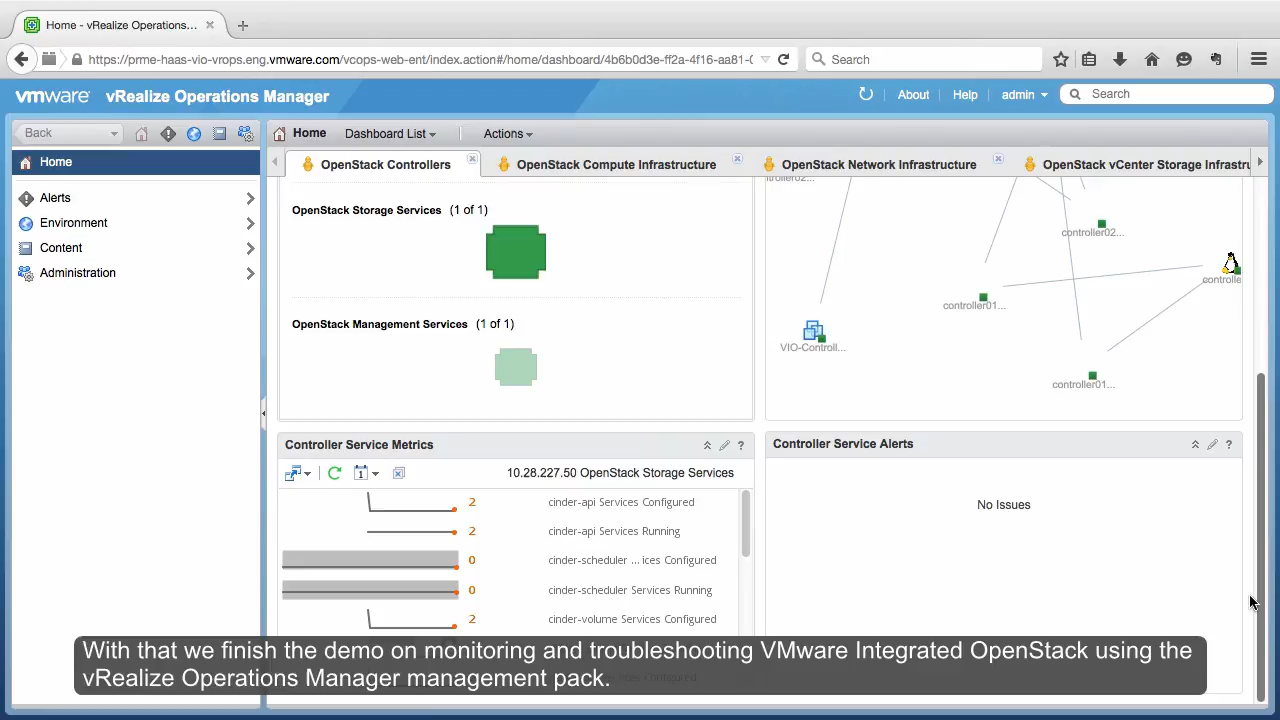 Home - vRealize Operations...
https://prme-haas-vio-vrops.eng.vmware.com/vcops-web-ent/index.action#/home/dashboard/4b6b0d3e-ff2a-4f16-aa81-0
Search
vmware vRealize Operations Manager
About
Help
admin
Search
Back
Home
Dashboard List
Actions
Home
Alerts
Environment
Content
Administration
OpenStack Controllers
OpenStack Compute Infrastructure
OpenStack Network Infrastructure
OpenStack vCenter Storage Infrastru
OpenStack Storage Services (1 of 1)
OpenStack Management Services (1 of 1)
controller02...
controller
controller01...
VIO-Controll...
controller01...
Controller Service Metrics
?
1
10.28.227.50 OpenStack Storage Services
2 cinder-api Services Configured
2 cinder-api Services Running
0 cinder-scheduler ...ices Configured
0 cinder-scheduler Services Running
2 cinder-volume Services Configured
Controller Service Alerts
?
No Issues
With that we finish the demo on monitoring and troubleshooting VMware Integrated OpenStack using the
vRealize Operations Manager management pack.